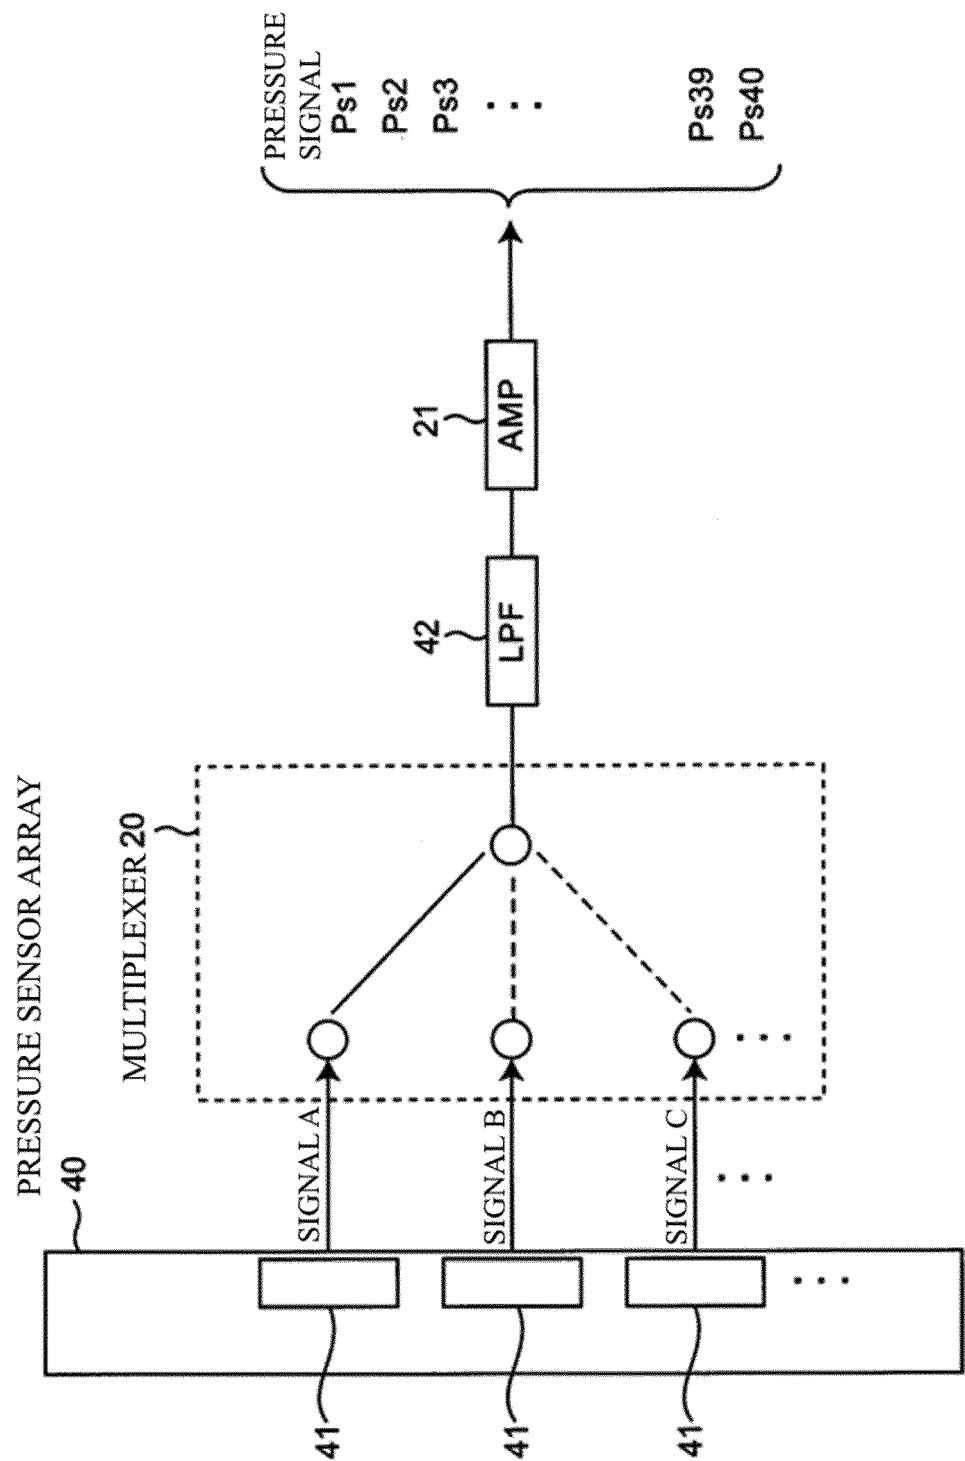 PRESSURE SENSOR ARRAY
40
MULTIPLEXER 20
41
SIGNAL A
41
SIGNAL B
41
SIGNAL C
. . .
. . .
. . .
42
LPF
21
AMP
PRESSURE
SIGNAL
Ps1
Ps2
Ps3
. . .
Ps39
Ps40